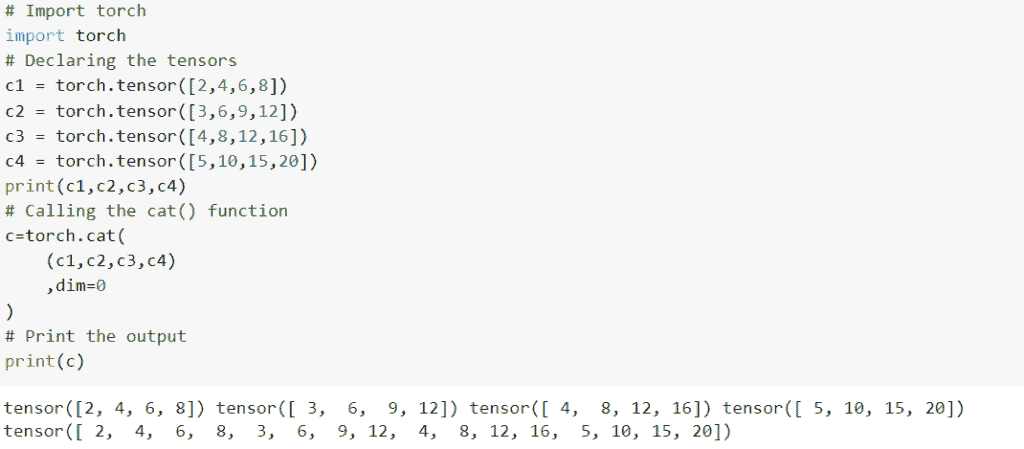 # Import torch
import torch
# Declaring the tensors
c1 = torch.tensor([2,4,6,8])
c2 = torch.tensor([3,6,9,12])
c3 = torch.tensor([4,8,12,16])
c4 = torch.tensor([5,10,15,20])
print(c1,c2,c3,c4)
# Calling the cat() function
c=torch.cat(
    (c1,c2,c3,c4)
    ,dim=0
)
# Print the output
print(c)
tensor([2, 4, 6, 8]) tensor([ 3,  6,  9, 12]) tensor([ 4,  8, 12, 16]) tensor([ 5, 10, 15, 20])
tensor([ 2,  4,  6,  8,  3,  6,  9, 12,  4,  8, 12, 16,  5, 10, 15, 20])